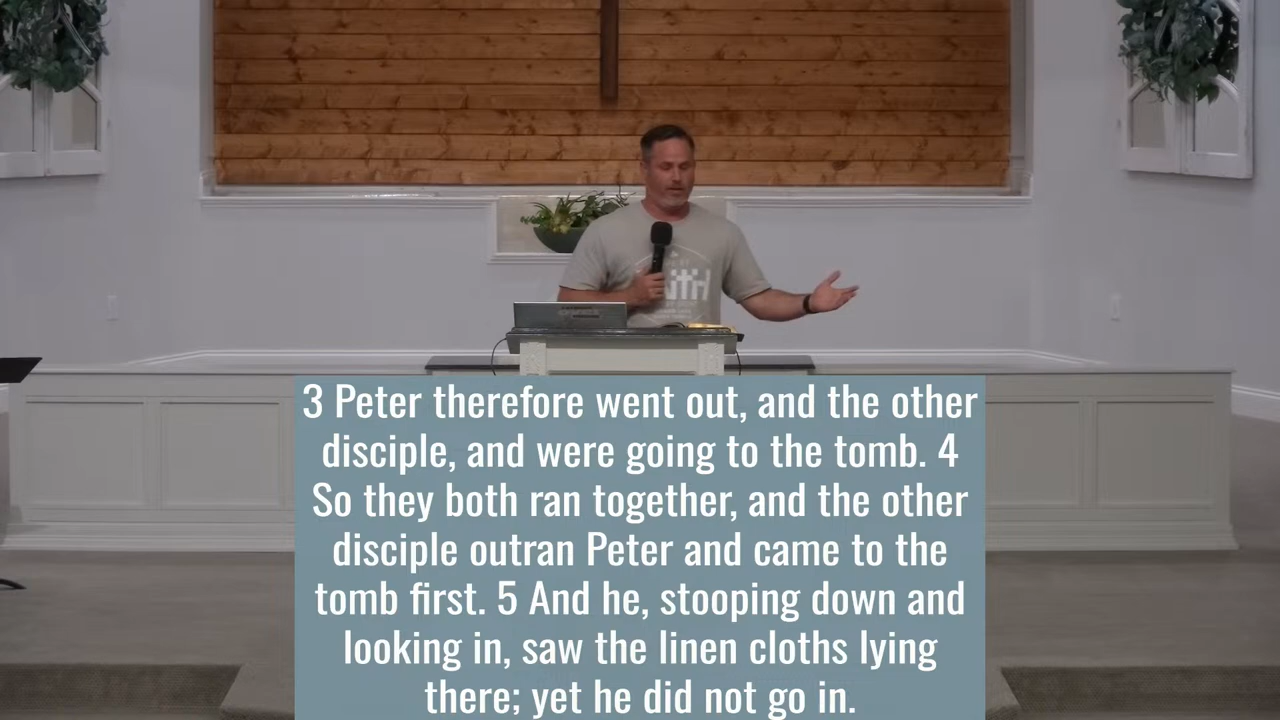 3 Peter therefore went out, and the other
disciple, and were going to the tomb. 4
So they both ran together, and the other
disciple outran Peter and came to the
tomb first. 5 And he, stooping down and
looking in, saw the linen cloths lying
there; yet he did not go in.